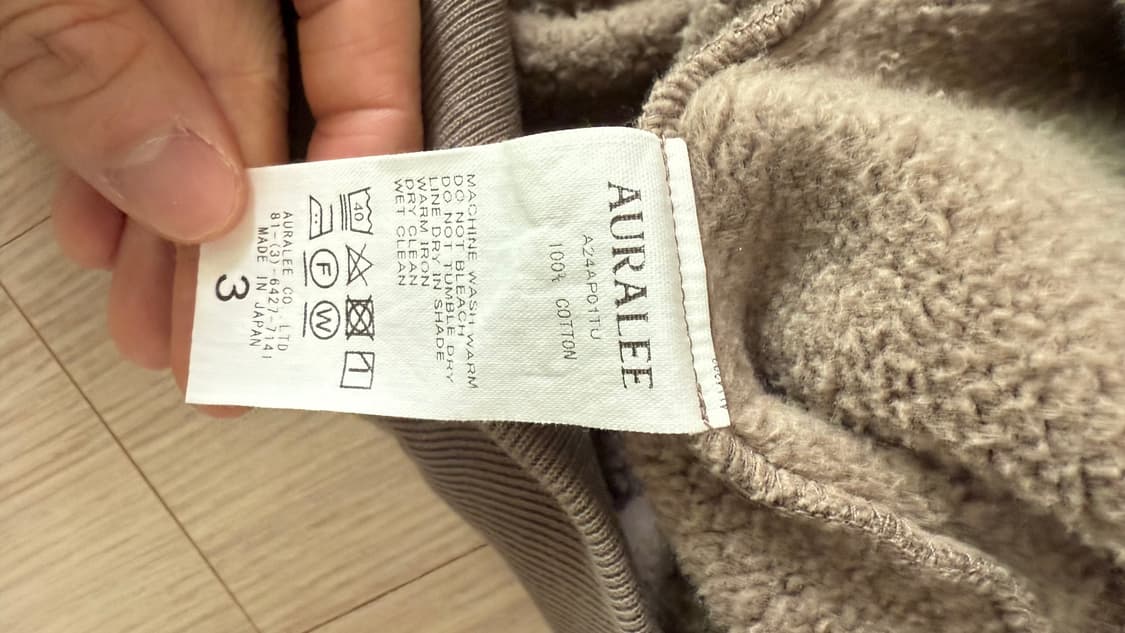 AURALEE
A24AP01TU
100% COTTON
MACHINE WASH WARM
DO NOT BLEACH
DO NOT TUMBLE DRY
LINE DRY IN SHADE
WARM IRON
DRY CLEAN
WET CLEAN
40
F W
AURALEE CO.,LTD
81-(3)-6427-7141
MADE IN JAPAN
3